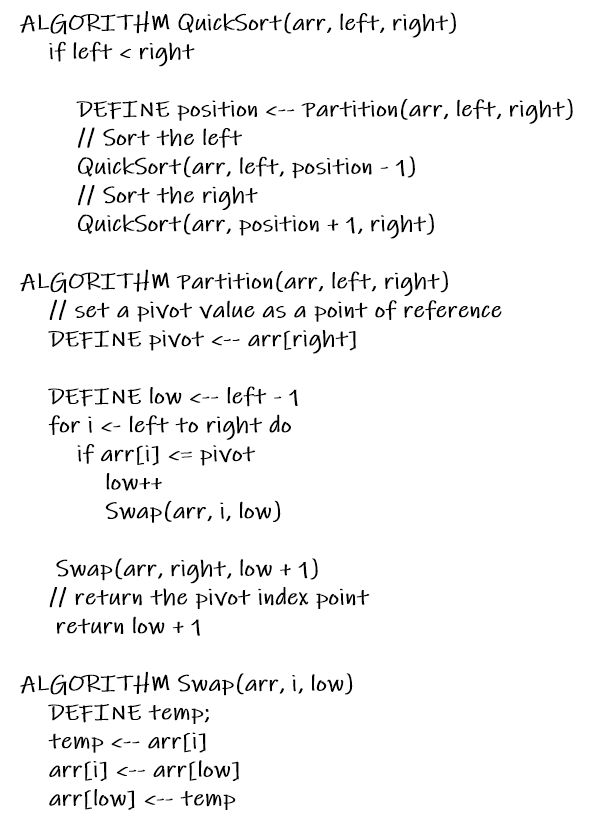 ALGORITHM QuickSort(arr, left, right)
if left < right
DEFINE position <-- Partition(arr, left, right)
// Sort the left
QuickSort(arr, left, position - 1)
// Sort the right
QuickSort(arr, position + 1, right)
ALGORITHM Partition(arr, left, right)
// set a pivot value as a point of reference
DEFINE pivot <-- arr[right]
DEFINE low <-- left - 1
for i <- left to right do
if arr[i] <= pivot
low++
Swap(arr, i, low)
Swap(arr, right, low + 1)
// return the pivot index point
return low + 1
ALGORITHM Swap(arr, i, low)
DEFINE temp;
temp <-- arr[i]
arr[i] <-- arr[low]
arr[low] <-- temp